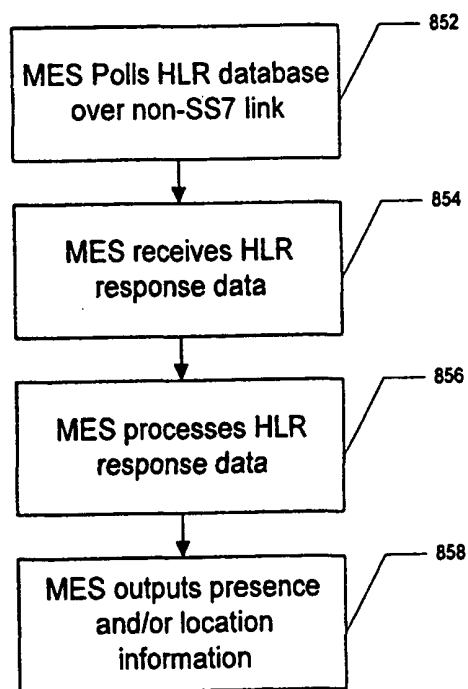 852
MES Polls HLR database
over non-SS7 link
854
MES receives HLR
response data
856
MES processes HLR
response data
858
MES outputs presence
and/or location
information